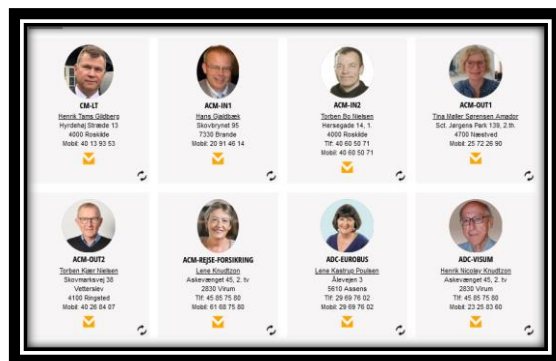 CM-LT
Henrik Tams Gildberg
Hyrdehøj Stræde 13
4000 Roskilde
Mobil: 40 13 93 53
ACM-IN1
Hans Gjaldbæk
Skovbrynet 95
7330 Brande
Mobil: 20 91 46 14
ACM-IN2
Torben Bo Nielsen
Hersegade 14, 1.
4000 Roskilde
Tlf: 40 60 50 71
Mobil: 40 60 50 71
ACM-OUT1
Tina Møller Sørensen Amador
Sct. Jørgens Park 139, 2.th.
4700 Næstved
Mobil: 25 72 26 90
ACM-OUT2
Torben Kjær Nielsen
Skovmarksvej 38
Vetterslev
4100 Ringsted
Mobil: 40 26 84 07
ACM-REJSE-FORSIKRING
Lene Knudtzon
Askevænget 45, 2. tv
2830 Virum
Tlf: 45 85 75 80
Mobil: 61 68 75 80
ADC-EUROBUS
Lene Kastrup Poulsen
Ålevejen 3
5610 Assens
Tlf: 29 69 76 02
Mobil: 29 69 76 02
ADC-VISUM
Henrik Nicolay Knudtzon
Askevænget 45, 2. tv
2830 Virum
Tlf: 45 85 75 80
Mobil: 23 25 83 60